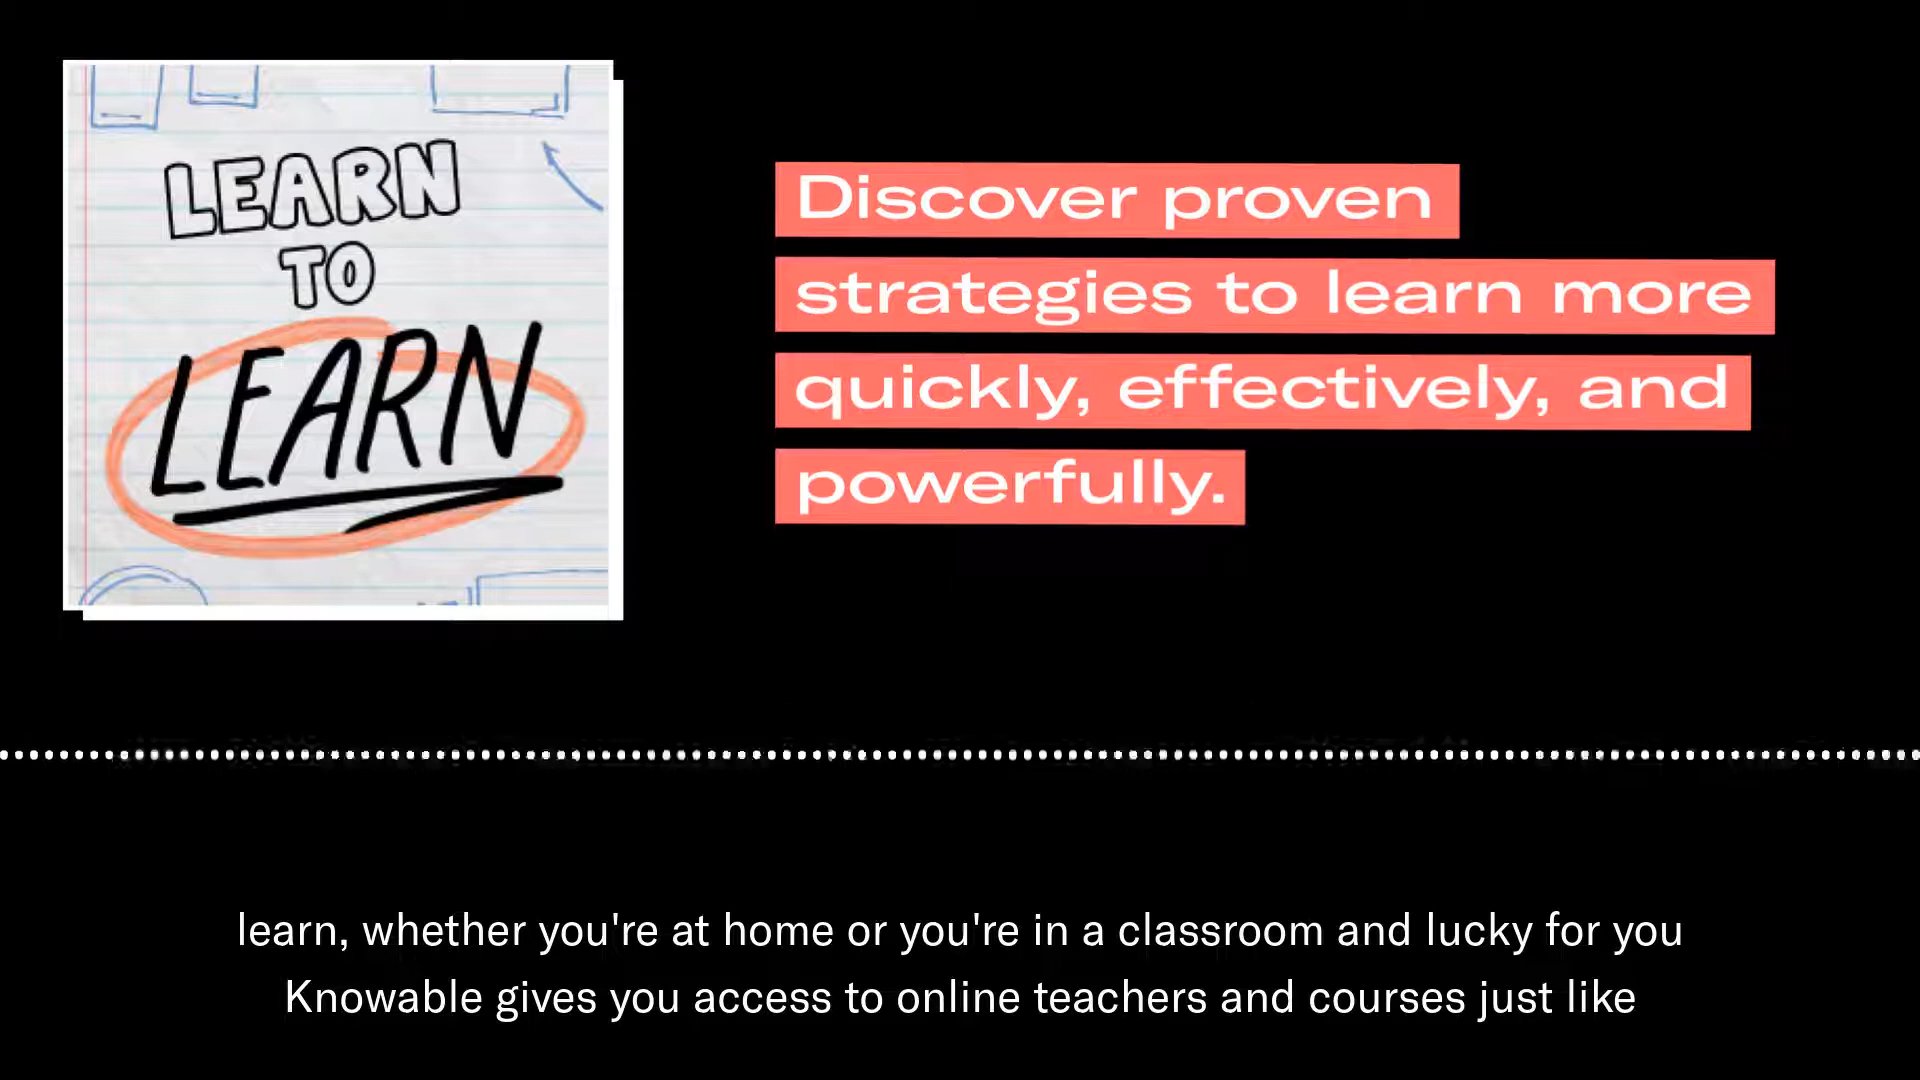 LEARN
TO
LEARN
Discover proven
strategies to learn more
quickly, effectively, and
powerfully.
learn, whether you're at home or you're in a classroom and lucky for you
Knowable gives you access to online teachers and courses just like